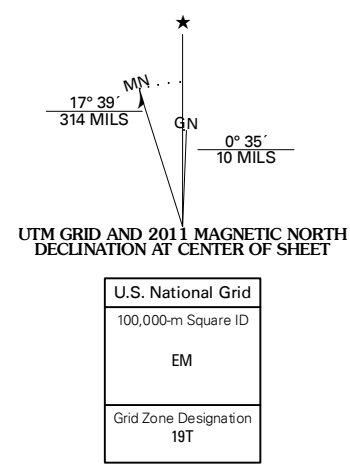 ★
MN
17° 39´
314 MILS
GN
0° 35´
10 MILS
UTM GRID AND 2011 MAGNETIC NORTH
DECLINATION AT CENTER OF SHEET
U.S. National Grid
100,000-m Square ID
EM
Grid Zone Designation
19T